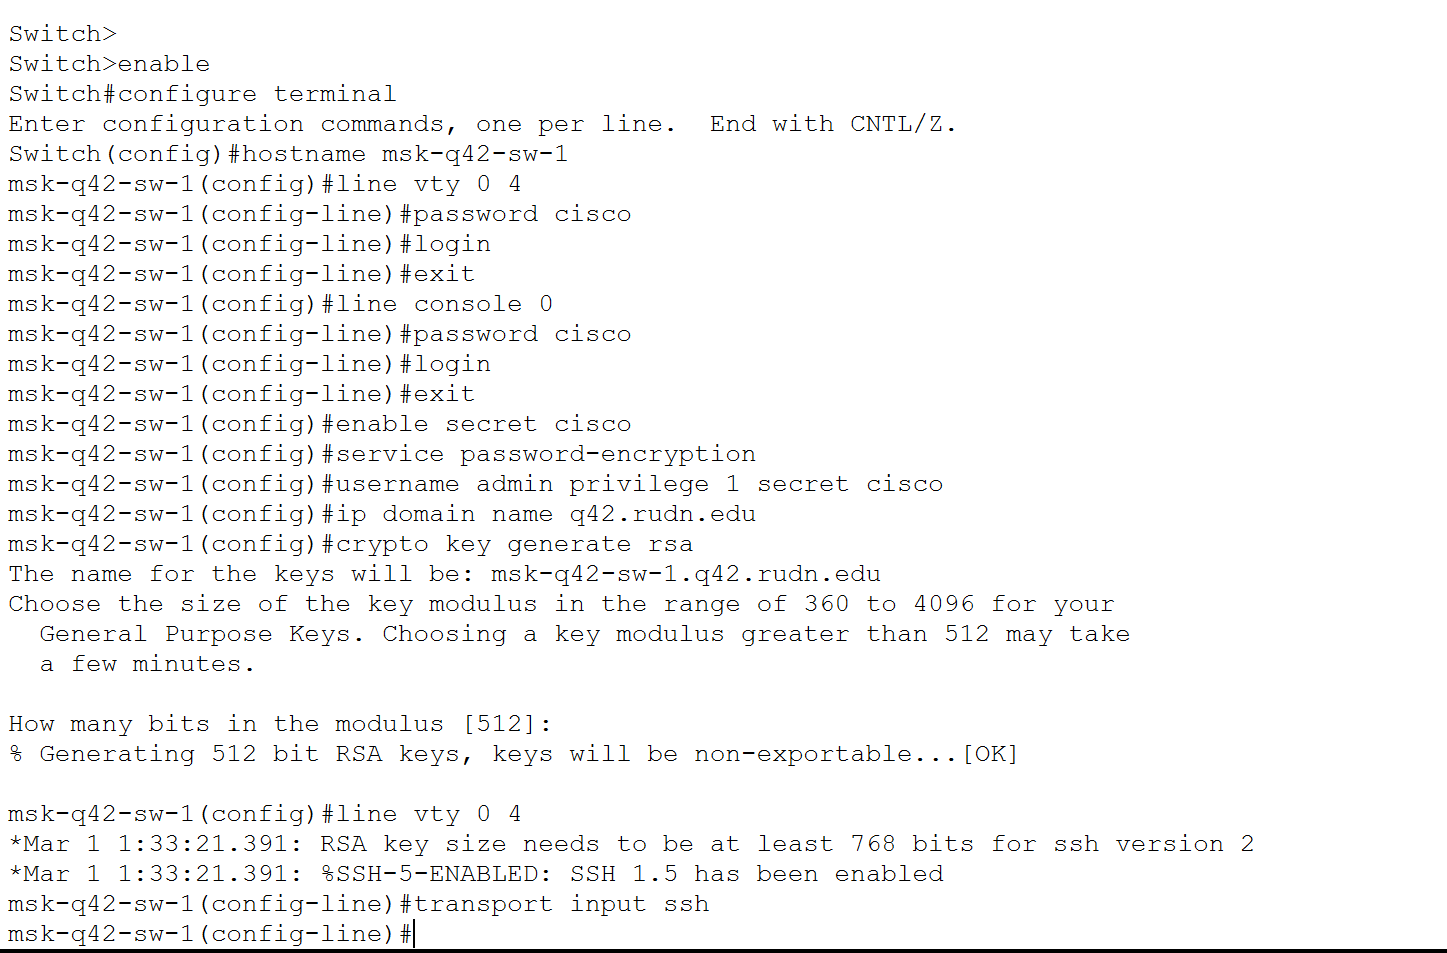 Switch>
Switch>enable
Switch#configure terminal
Enter configuration commands, one per line.  End with CNTL/Z.
Switch(config)#hostname msk-q42-sw-1
msk-q42-sw-1(config)#line vty 0 4
msk-q42-sw-1(config-line)#password cisco
msk-q42-sw-1(config-line)#login
msk-q42-sw-1(config-line)#exit
msk-q42-sw-1(config)#line console 0
msk-q42-sw-1(config-line)#password cisco
msk-q42-sw-1(config-line)#login
msk-q42-sw-1(config-line)#exit
msk-q42-sw-1(config)#enable secret cisco
msk-q42-sw-1(config)#service password-encryption
msk-q42-sw-1(config)#username admin privilege 1 secret cisco
msk-q42-sw-1(config)#ip domain name q42.rudn.edu
msk-q42-sw-1(config)#crypto key generate rsa
The name for the keys will be: msk-q42-sw-1.q42.rudn.edu
Choose the size of the key modulus in the range of 360 to 4096 for your
  General Purpose Keys. Choosing a key modulus greater than 512 may take
  a few minutes.

How many bits in the modulus [512]:
% Generating 512 bit RSA keys, keys will be non-exportable...[OK]

msk-q42-sw-1(config)#line vty 0 4
*Mar 1 1:33:21.391: RSA key size needs to be at least 768 bits for ssh version 2
*Mar 1 1:33:21.391: %SSH-5-ENABLED: SSH 1.5 has been enabled
msk-q42-sw-1(config-line)#transport input ssh
msk-q42-sw-1(config-line)#